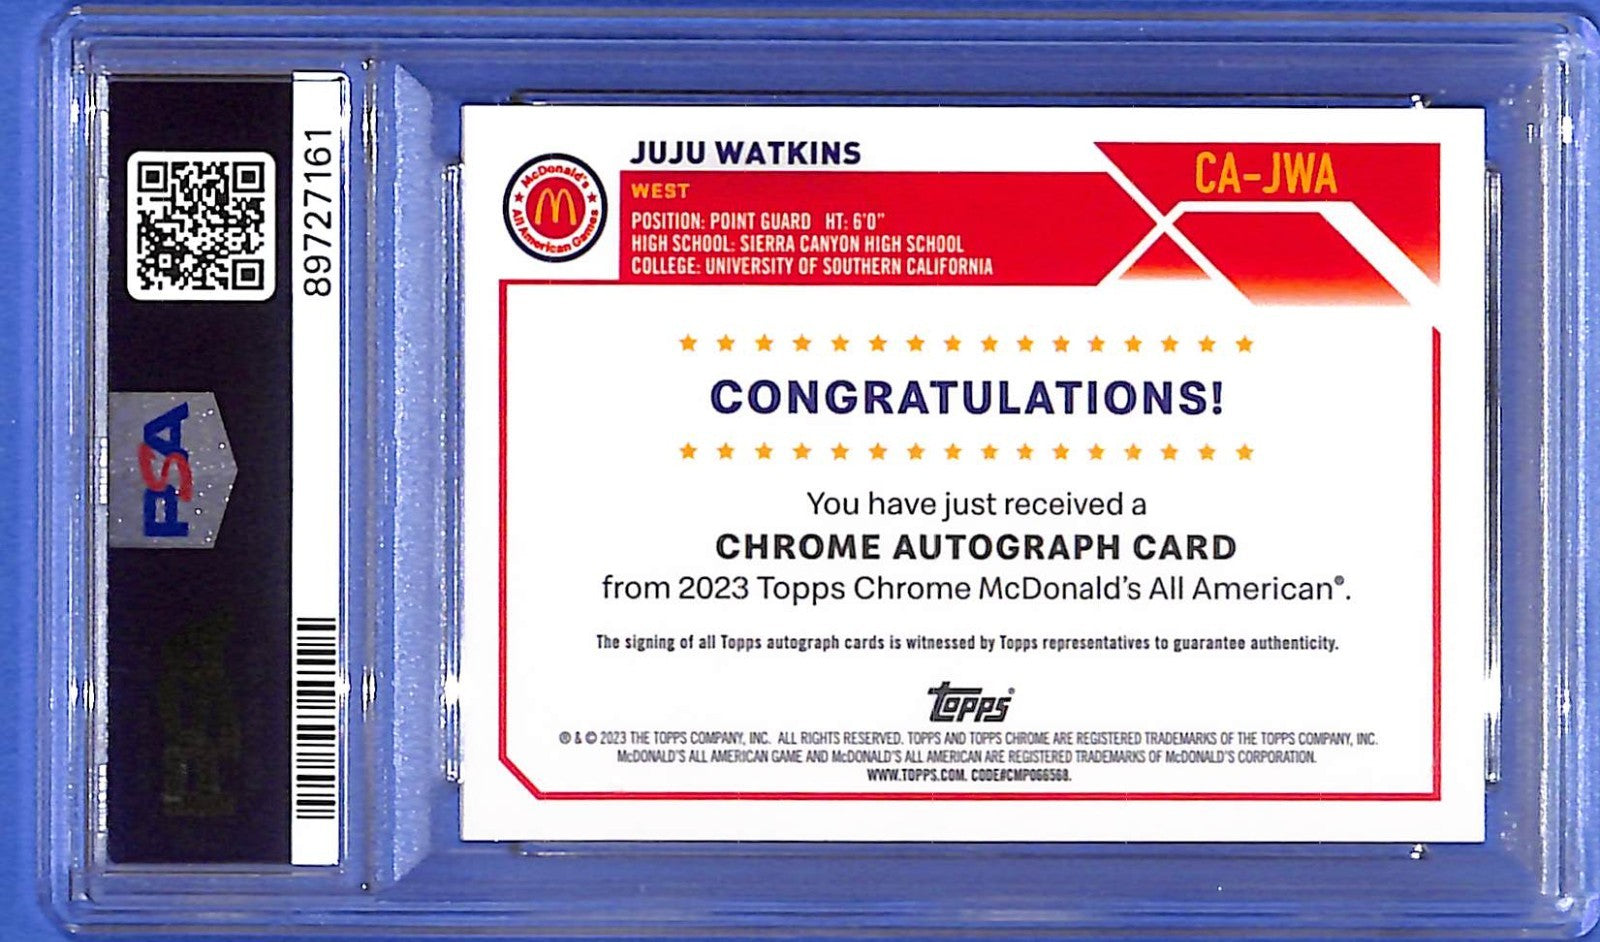 89727161
PSA
McDonald's
All American Games
JUJU WATKINS
CA-JWA
WEST
POSITION: POINT GUARD HT: 6'0"
HIGH SCHOOL: SIERRA CANYON HIGH SCHOOL
COLLEGE: UNIVERSITY OF SOUTHERN CALIFORNIA
CONGRATULATIONS!
You have just received a
CHROME AUTOGRAPH CARD
from 2023 Topps Chrome McDonald's All American®.
The signing of all Topps autograph cards is witnessed by Topps representatives to guarantee authenticity.
topps®
® & © 2023 THE TOPPS COMPANY, INC. ALL RIGHTS RESERVED. TOPPS AND TOPPS CHROME ARE REGISTERED TRADEMARKS OF THE TOPPS COMPANY, INC.
McDONALD'S ALL AMERICAN GAME AND McDONALD'S ALL AMERICAN ARE REGISTERED TRADEMARKS OF McDONALD'S CORPORATION.
WWW.TOPPS.COM. CODE#CMP066568.